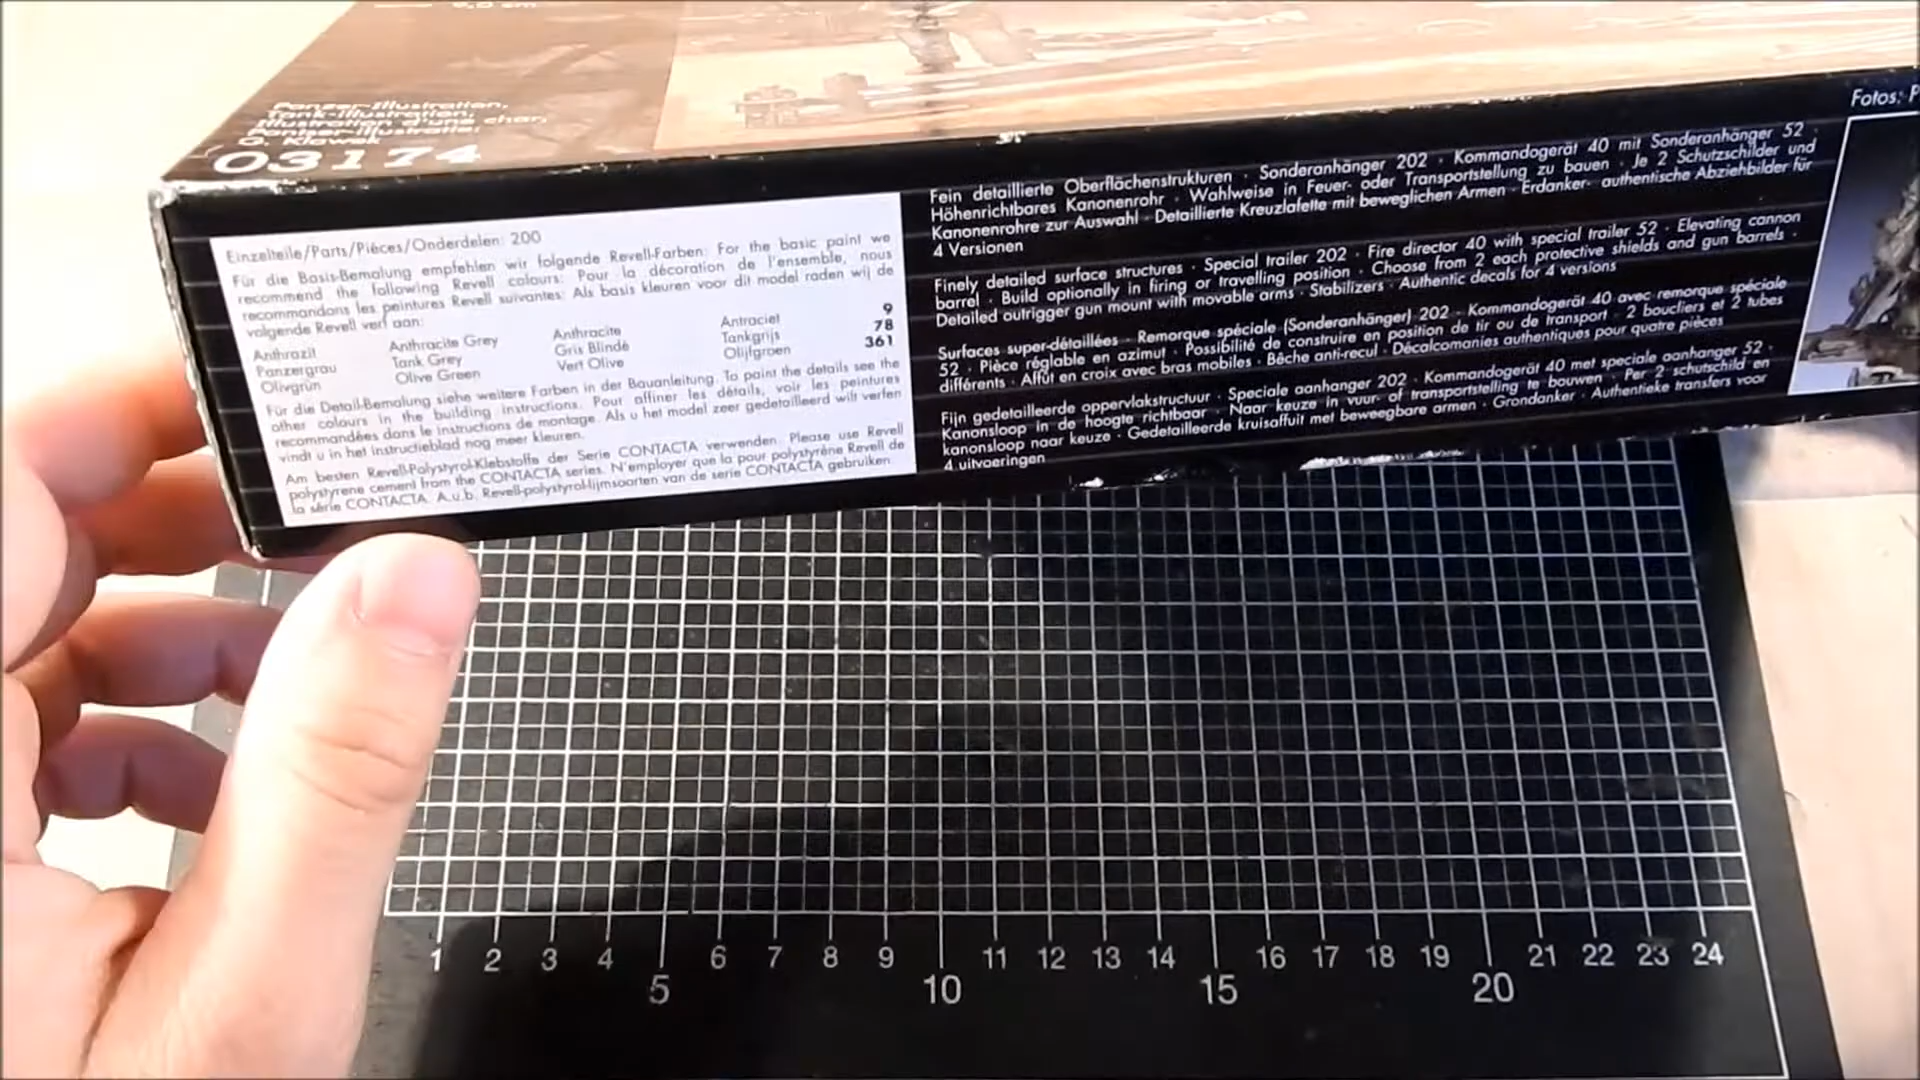 Panzer-Illustration,
Tank-Illustration,
Illustration d'une char,
Pantser-illustratie:
G. Klawek
03174
Einzelteile/Parts/Pièces/Onderdelen: 200
Für die Basis-Bemalung empfehlen wir folgende Revell-Farben: For the basic paint we
recommend the following Revell colours: Pour la décoration de l'ensemble, nous
recommandons les peintures Revell suivantes: Als basis kleuren voor dit model raden wij de
volgende Revell verf aan:
Anthrazit Anthracite Grey Anthracite Antraciet 9
Panzergrau Tank Grey Gris Blindé Tankgrijs 78
Olivgrün Olive Green Vert Olive Olijfgroen 361
Für die Detail-Bemalung siehe weitere Farben in der Bauanleitung. To paint the details see the
other colours in the building instructions. Pour affiner les détails, voir les peintures
recommandées dans le instructions de montage. Als u het model zeer gedetailleerd wilt verfen
vindt u in het instructieblad nog meer kleuren.
Am besten Revell-Polystyrol-Klebstoffe der Serie CONTACTA verwenden. Please use Revell
polystyrene cement from the CONTACTA series. N'employer que la pour polystyrène Revell de
la série CONTACTA. A.u.b. Revell-polystyrol-lijmsoorten van de serie CONTACTA gebruiken.
Fein detaillierte Oberflächenstrukturen · Sonderanhänger 202 · Kommandogerät 40 mit Sonderanhänger 52 ·
Höhenrichtbares Kanonenrohr · Wahlweise in Feuer- oder Transportstellung zu bauen · Je 2 Schutzschilder und
Kanonenrohre zur Auswahl · Detaillierte Kreuzlafette mit beweglichen Armen · Erdanker · authentische Abziehbilder für
4 Versionen
Finely detailed surface structures · Special trailer 202 · Fire director 40 with special trailer 52 · Elevating cannon
barrel · Build optionally in firing or travelling position · Choose from 2 each protective shields and gun barrels ·
Detailed outrigger gun mount with movable arms · Stabilizers · Authentic decals for 4 versions
Surfaces super-détaillées · Remorque spéciale (Sonderanhänger) 202 · Kommandogerät 40 avec remorque spéciale
52 · Pièce réglable en azimut · Possibilité de construire en position de tir ou de transport · 2 boucliers et 2 tubes
différents · Affût en croix avec bras mobiles · Bêche anti-recul · Décalcomanies authentiques pour quatre pièces
Fijn gedetailleerde oppervlakstructuur · Speciale aanhanger 202 · Kommandogerät 40 met speciale aanhanger 52 ·
Kanonsloop in de hoogte richtbaar · Naar keuze in vuur- of transportstelling te bouwen · Per 2 schutschild en
kanonsloop naar keuze · Gedetailleerde kruisaffuit met beweegbare armen · Grondanker · Authentieke transfers voor
4 uitvoeringen
Fotos:
1 2 3 4 5 6 7 8 9 10 11 12 13 14 15 16 17 18 19 20 21 22 23 24